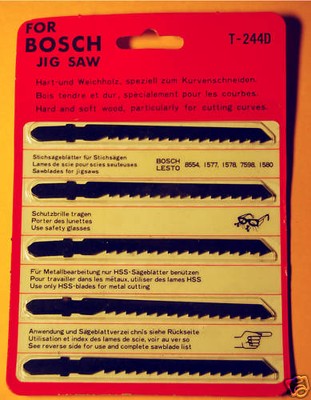 FOR
BOSCH
JIG SAW
T-244D
Hart-und Weichholz, speziell zum Kurvenschneiden.
Bois tendre et dur, spécialement pour les courbes.
Hard and soft wood, particularly for cutting curves.
Stichsägeblätter für Stichsägen
Lames de scie pour scies sauteuses
Sawblades for jigsaws
BOSCH 8554, 1577, 1578, 7598, 1580
LESTO
Schutzbrille tragen
Porter des lunettes
Use safety glasses
Für Metallbearbeitung nur HSS-Sägeblätter benützen
Pour travailler dans les métaux, utiliser des lames HSS
Use only HSS-blades for metal cutting
Anwendung und Sägeblattverzeichnis siehe Rückseite
Utilisation et index des lames de scie, voir au verso
See reverse side for use and complete sawblade list